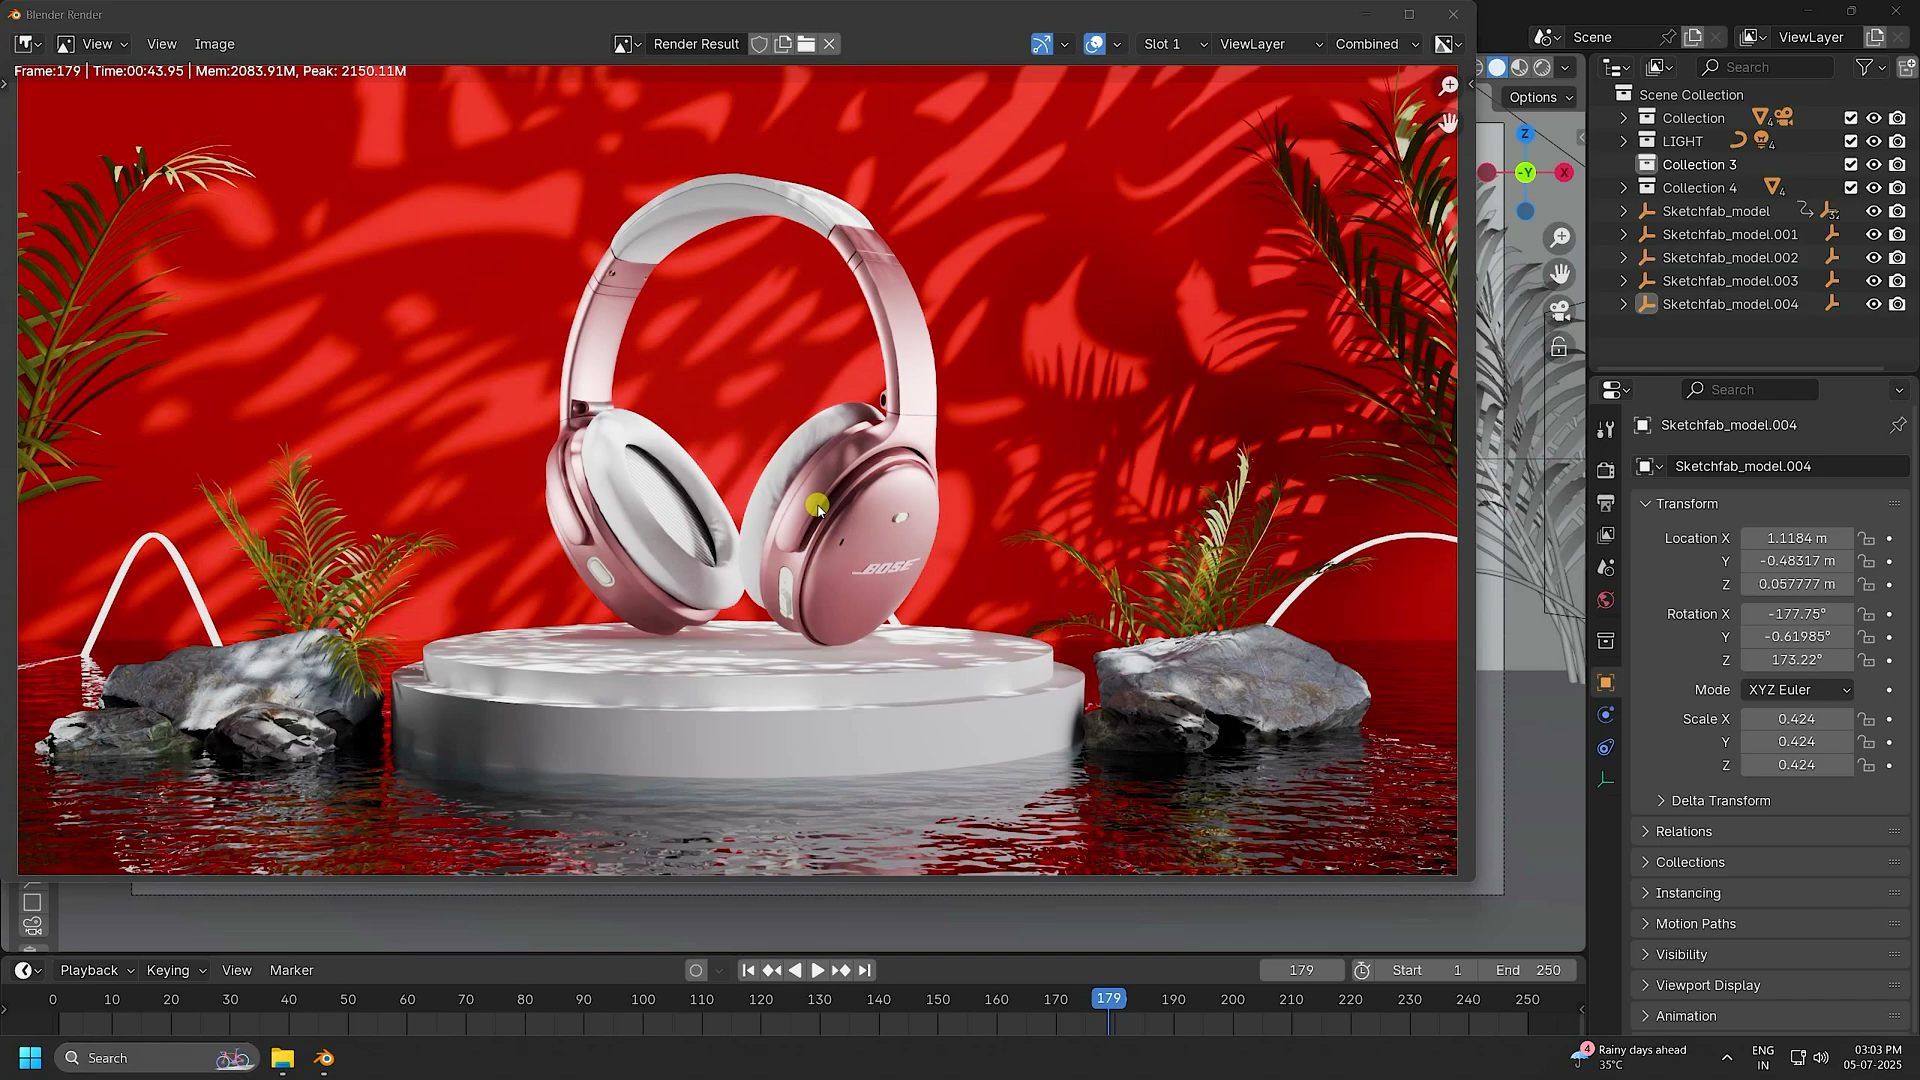 Blender Render
View View Image Render Result Slot 1 ViewLayer Combined
Scene ViewLayer
Frame:179 | Time:00:43.95 | Mem:2083.91M, Peak: 2150.11M
Options
Z
-Y
X
BOSE
Search
Scene Collection
Collection 4
LIGHT 4
Collection 3
Collection 4 4
Sketchfab_model 32
Sketchfab_model.001
Sketchfab_model.002
Sketchfab_model.003
Sketchfab_model.004
Search
Sketchfab_model.004
Sketchfab_model.004
Transform
Location X 1.1184 m
Y -0.48317 m
Z 0.057777 m
Rotation X -177.75°
Y -0.61985°
Z 173.22°
Mode XYZ Euler
Scale X 0.424
Y 0.424
Z 0.424
Delta Transform
Relations
Collections
Instancing
Motion Paths
Visibility
Viewport Display
Animation
Playback Keying View Marker 179 Start 1 End 250
0 10 20 30 40 50 60 70 80 90 100 110 120 130 140 150 160 170 179 190 200 210 220 230 240 250
Search
4 Rainy days ahead
35°C
ENG
IN
03:03 PM
05-07-2025